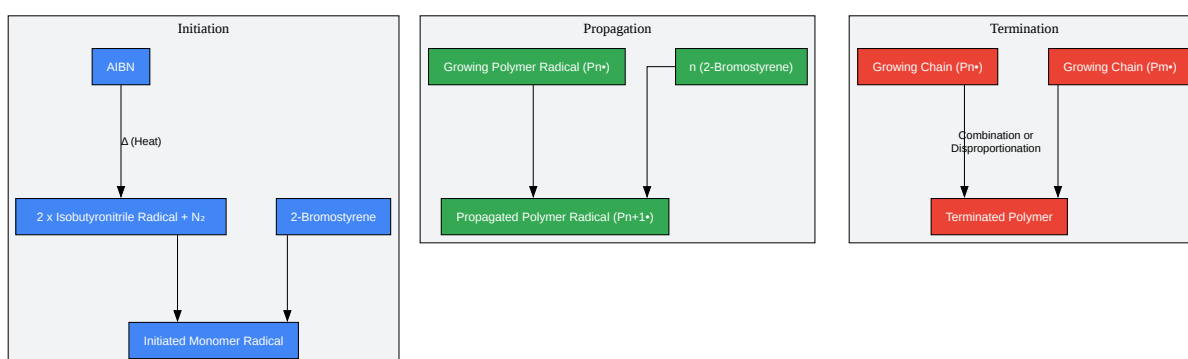 Initiation
AIBN
Δ (Heat)
2 x Isobutyronitrile Radical + N₂
2-Bromostyrene
Initiated Monomer Radical
Propagation
Growing Polymer Radical (Pn•)
n (2-Bromostyrene)
Propagated Polymer Radical (Pn+1•)
Termination
Growing Chain (Pn•)
Growing Chain (Pm•)
Combination or
Disproportionation
Terminated Polymer